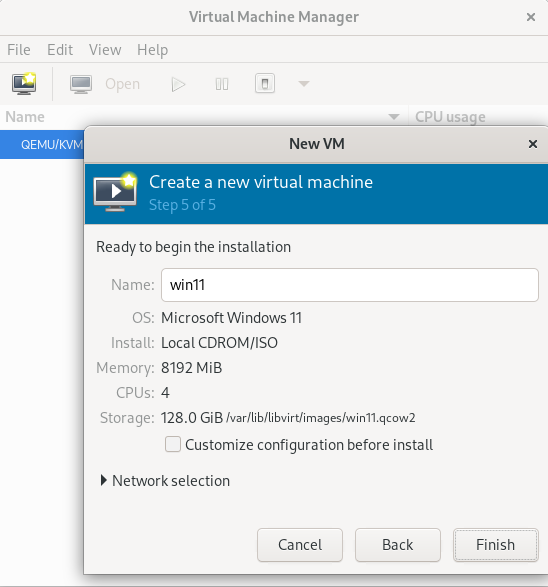 Virtual Machine Manager
File Edit View Help
Open
Name CPU usage
QEMU/KVM
New VM
Create a new virtual machine
Step 5 of 5
Ready to begin the installation
Name: win11
OS: Microsoft Windows 11
Install: Local CDROM/ISO
Memory: 8192 MiB
CPUs: 4
Storage: 128.0 GiB /var/lib/libvirt/images/win11.qcow2
Customize configuration before install
Network selection
Cancel Back Finish